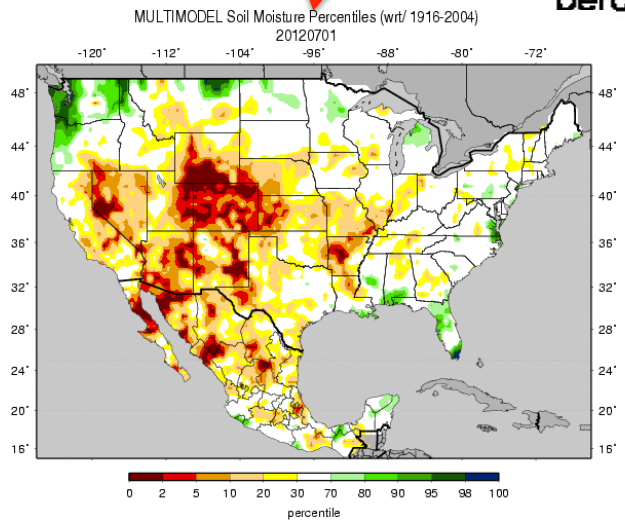 MULTIMODEL Soil Moisture Percentiles (wrt/ 1916-2004)
20120701
-120° -112° -104° -96° -88° -80° -72°
48° 48°
44° 44°
40° 40°
36° 36°
32° 32°
28° 28°
24° 24°
20° 20°
16° 16°
0 2 5 10 20 30 70 80 90 95 98 100
percentile